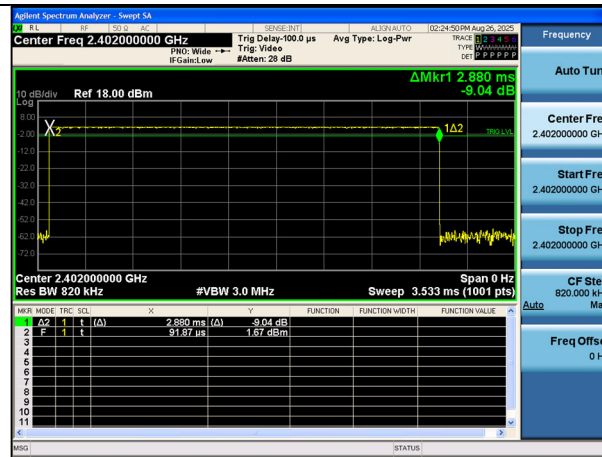 Agilent Spectrum Analyzer - Swept SA
RL RF 50 Ω AC SENSE:INT ALIGN AUTO 02:24:50 PM Aug 26, 2025
Center Freq 2.402000000 GHz
PNO: Wide
IFGain:Low
Trig Delay-100.0 µs
Trig: Video
#Atten: 28 dB
Avg Type: Log-Pwr
TRACE 1 2 3 4 5 6
TYPE WWWWWW
DET P P P P P P
ΔMkr1 2.880 ms
-9.04 dB
10 dB/div Ref 18.00 dBm
Log
8.00
-2.00
-12.0
-22.0
-32.0
-42.0
-52.0
-62.0
-72.0
2
1Δ2
TRIG LVL
Center 2.402000000 GHz Span 0 Hz
Res BW 820 kHz #VBW 3.0 MHz Sweep 3.533 ms (1001 pts)
MKR MODE TRC SCL X Y FUNCTION FUNCTION WIDTH FUNCTION VALUE
1 Δ2 1 t (Δ) 2.880 ms (Δ) -9.04 dB
2 F 1 t 91.87 µs 1.67 dBm
3
4
5
6
7
8
9
10
11
MSG STATUS
Frequency
Auto Tun
Center Fre
2.402000000 GH
Start Fre
2.402000000 GH
Stop Fre
2.402000000 GH
CF Ste
820.000 kH
Auto Ma
Freq Offse
0 H